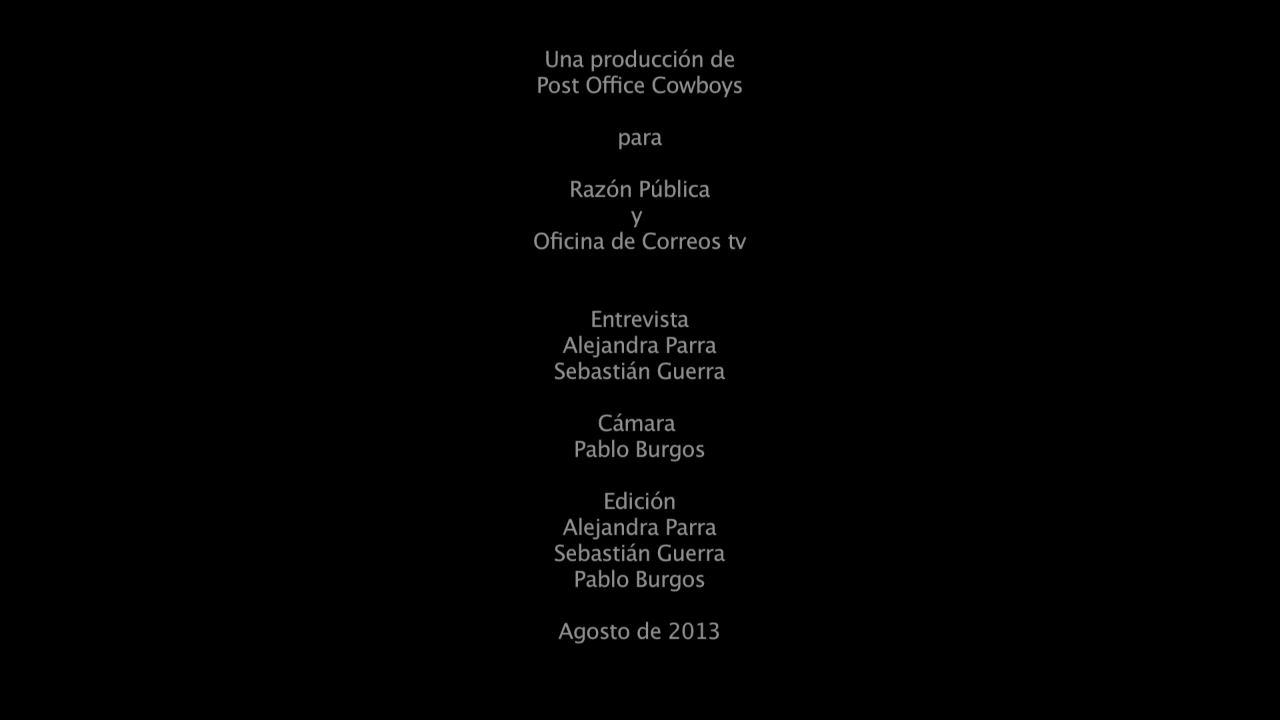 Una producción de
Post Office Cowboys
para
Razón Pública
y
Oficina de Correos tv
Entrevista
Alejandra Parra
Sebastián Guerra
Cámara
Pablo Burgos
Edición
Alejandra Parra
Sebastián Guerra
Pablo Burgos
Agosto de 2013